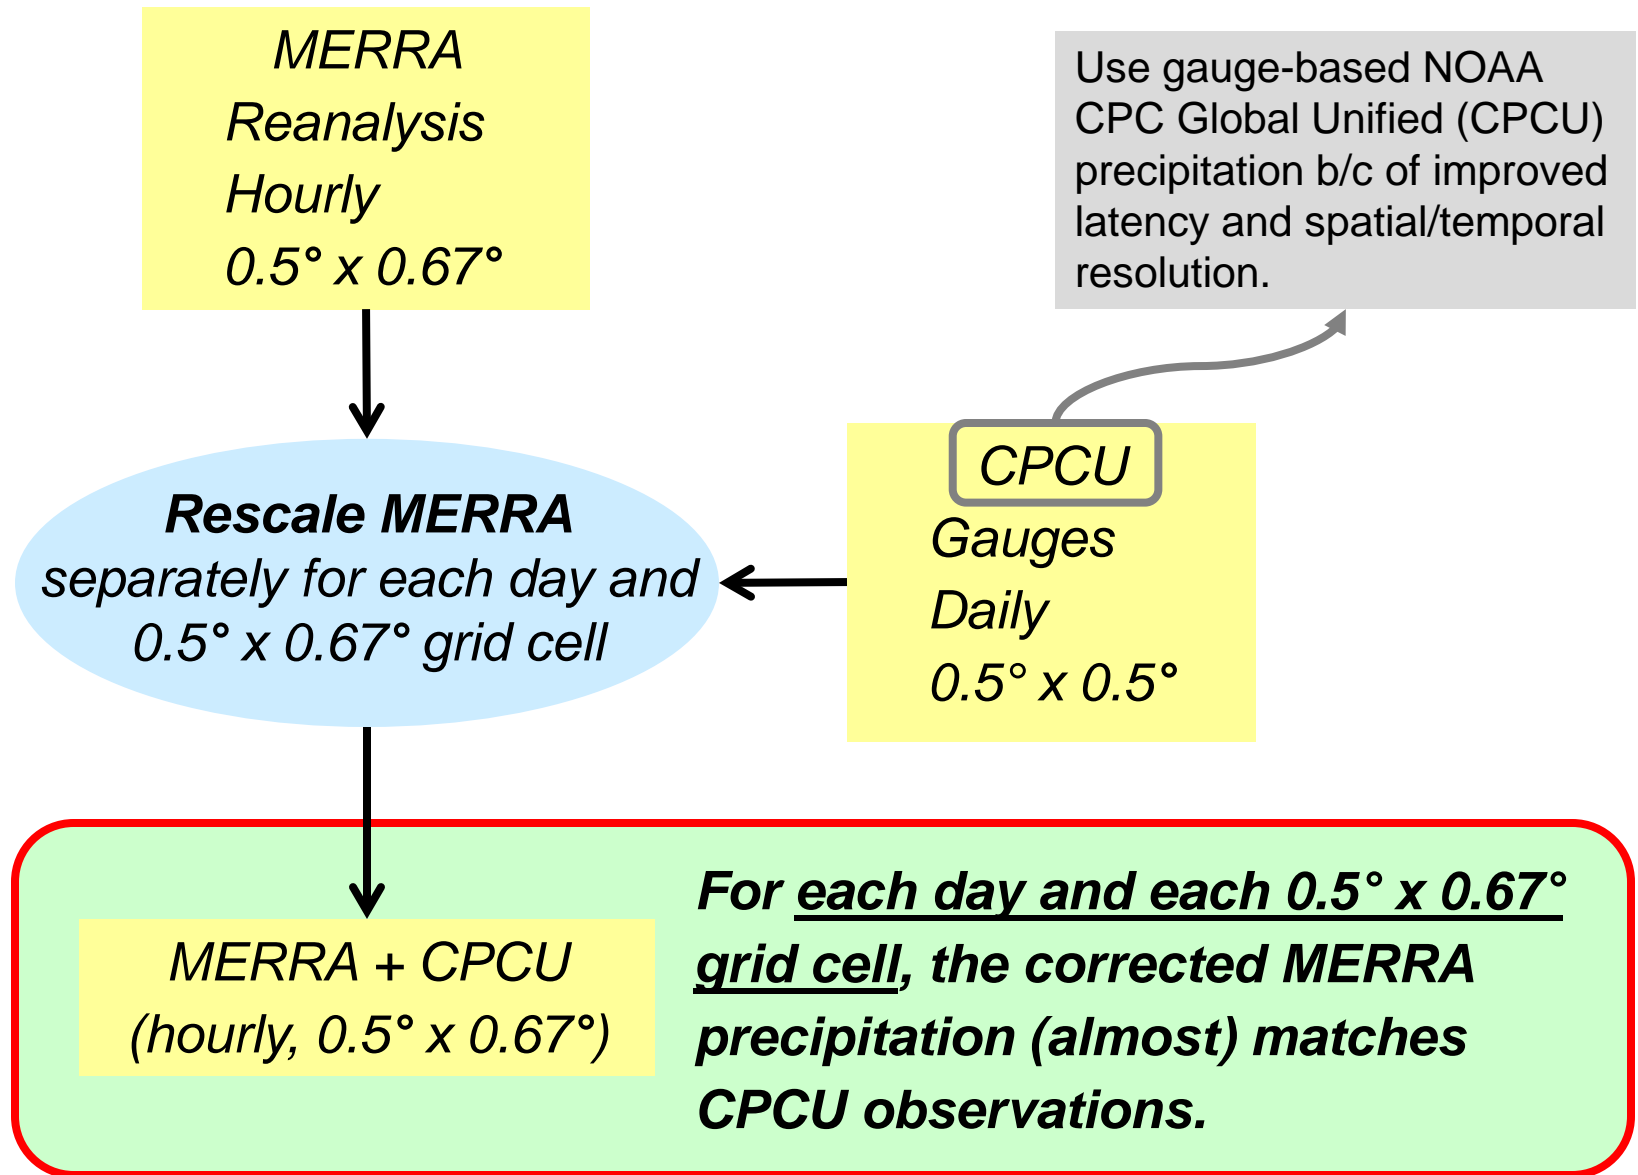 MERRA
Reanalysis
Hourly
0.5° x 0.67°
Use gauge-based NOAA
CPC Global Unified (CPCU)
precipitation b/c of improved
latency and spatial/temporal
resolution.
Rescale MERRA
separately for each day and
0.5° x 0.67° grid cell
CPCU
Gauges
Daily
0.5° x 0.5°
MERRA + CPCU
(hourly, 0.5° x 0.67°)
For each day and each 0.5° x 0.67°
grid cell, the corrected MERRA
precipitation (almost) matches
CPCU observations.